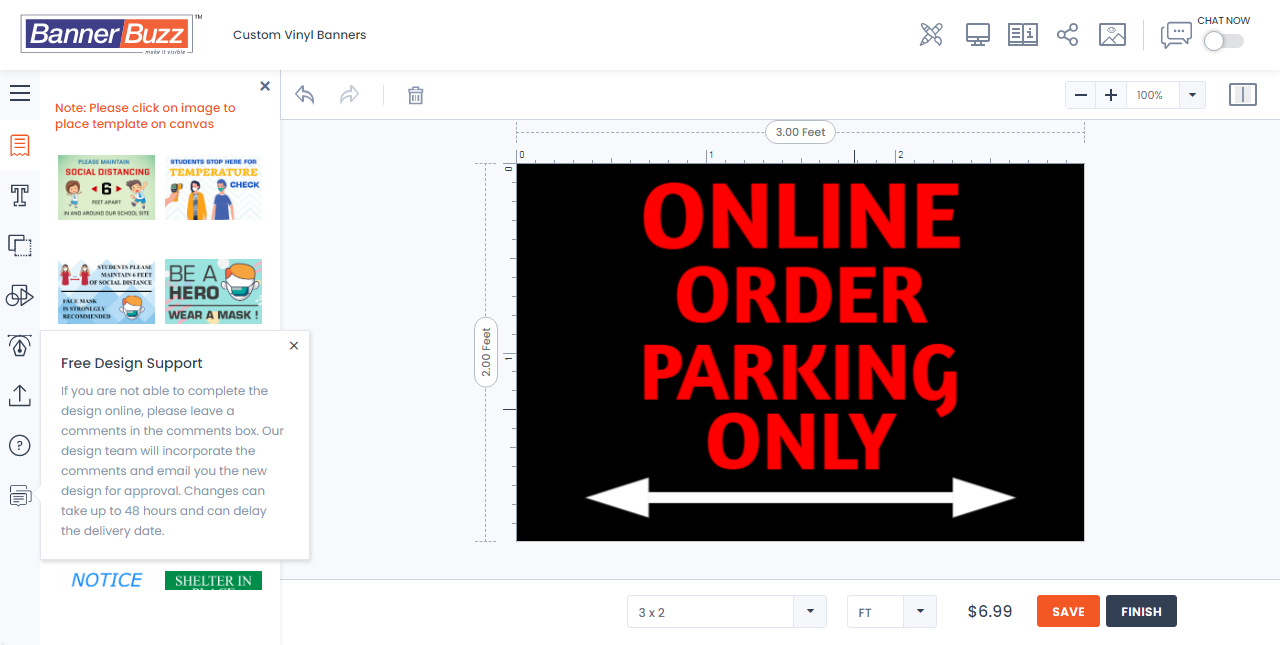 BannerBuzz™
make it visible
Custom Vinyl Banners
CHAT NOW
Note: Please click on image to
place template on canvas
100%
3.00 Feet
0
1
2
0
1
2.00 Feet
PLEASE MAINTAIN
SOCIAL DISTANCING
6
FEET APART
IN AND AROUND OUR SCHOOL SITE
STUDENTS STOP HERE FOR
TEMPERATURE
CHECK
STUDENTS PLEASE
MAINTAIN 6 FEET
OF SOCIAL DISTANCE
FACE MASK
IS STRONLGLY
RECOMMENDED
BE A
HERO
WEAR A MASK !
ONLINE
ORDER
PARKING
ONLY
Free Design Support
If you are not able to complete the
design online, please leave a
comments in the comments box. Our
design team will incorporate the
comments and email you the new
design for approval. Changes can
take up to 48 hours and can delay
the delivery date.
NOTICE
SHELTER IN
PLACE
3 x 2
FT
$6.99
SAVE
FINISH